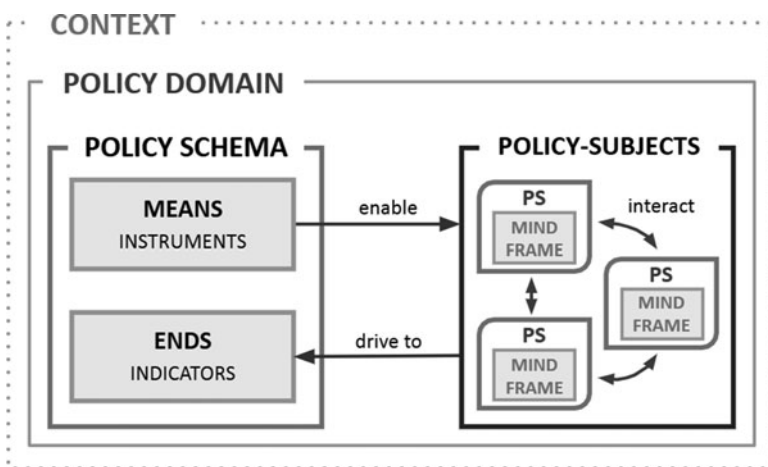 CONTEXT
POLICY DOMAIN
POLICY SCHEMA
MEANS
INSTRUMENTS
ENDS
INDICATORS
enable
drive to
POLICY-SUBJECTS
PS
MIND
FRAME
interact
PS
MIND
FRAME
PS
MIND
FRAME